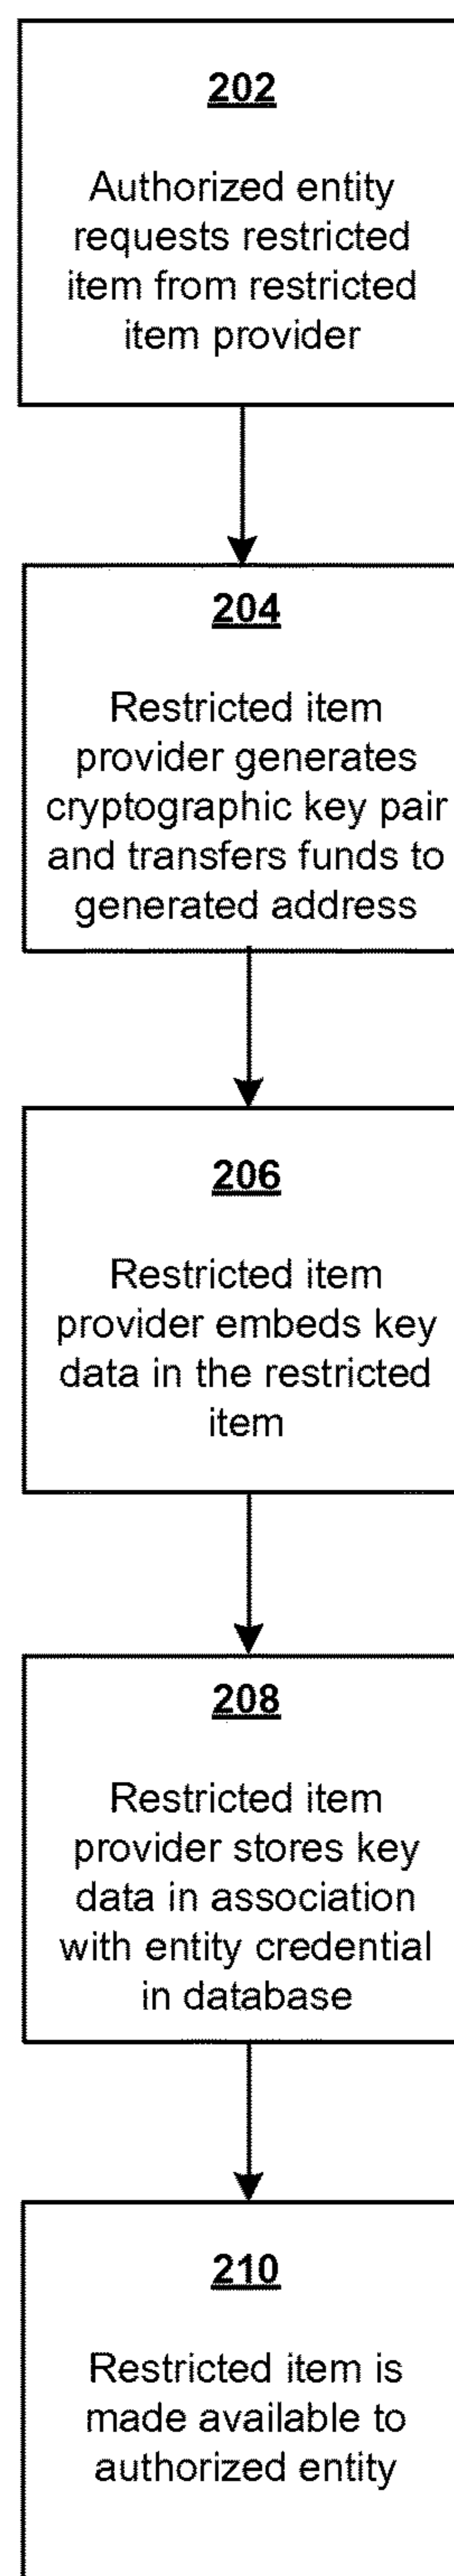 202
Authorized entity
requests restricted
item from restricted
item provider
204
Restricted item
provider generates
cryptographic key pair
and transfers funds to
generated address
206
Restricted item
provider embeds key
data in the restricted
item
208
Restricted item
provider stores key
data in association
with entity credential
in database
210
Restricted item is
made available to
authorized entity